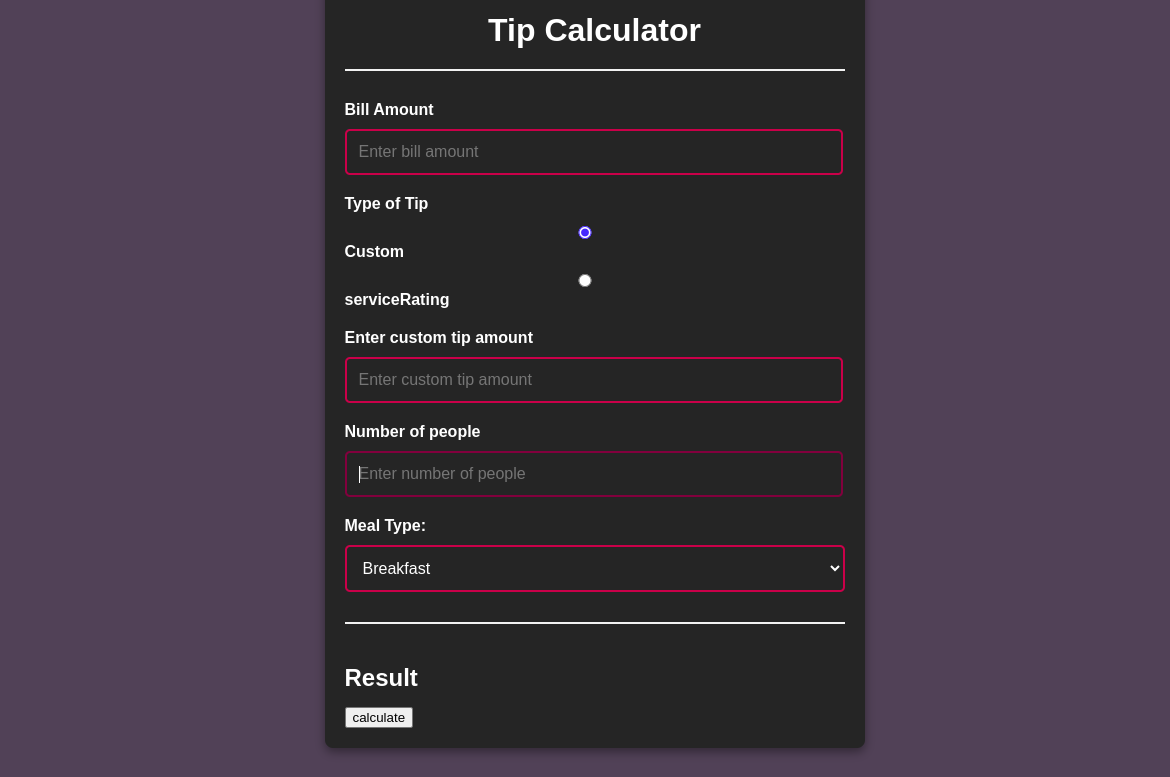 Tip Calculator
Bill Amount
Enter bill amount
Type of Tip
Custom
serviceRating
Enter custom tip amount
Enter custom tip amount
Number of people
Enter number of people
Meal Type:
Breakfast
Result
calculate